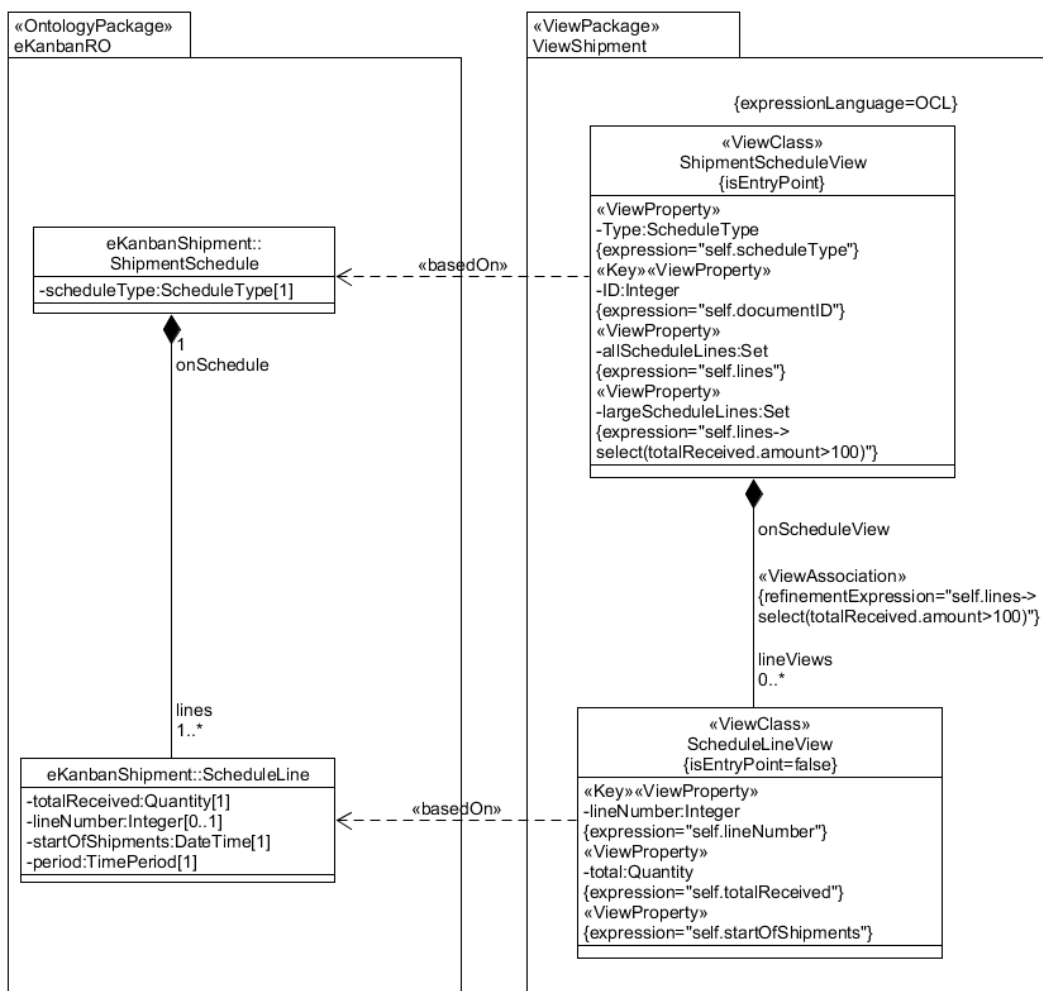 «OntologyPackage»
eKanbanRO
eKanbanShipment::
ShipmentSchedule
-scheduleType:ScheduleType[1]
1
onSchedule
lines
1..*
eKanbanShipment::ScheduleLine
-totalReceived:Quantity[1]
-lineNumber:Integer[0..1]
-startOfShipments:DateTime[1]
-period:TimePeriod[1]
«basedOn»
«basedOn»
«ViewPackage»
ViewShipment
{expressionLanguage=OCL}
«ViewClass»
ShipmentScheduleView
{isEntryPoint}
«ViewProperty»
-Type:ScheduleType
{expression="self.scheduleType"}
«Key»«ViewProperty»
-ID:Integer
{expression="self.documentID"}
«ViewProperty»
-allScheduleLines:Set
{expression="self.lines"}
«ViewProperty»
-largeScheduleLines:Set
{expression="self.lines->
select(totalReceived.amount>100)"}
onScheduleView
«ViewAssociation»
{refinementExpression="self.lines->
select(totalReceived.amount>100)"}
lineViews
0..*
«ViewClass»
ScheduleLineView
{isEntryPoint=false}
«Key»«ViewProperty»
-lineNumber:Integer
{expression="self.lineNumber"}
«ViewProperty»
-total:Quantity
{expression="self.totalReceived"}
«ViewProperty»
{expression="self.startOfShipments"}